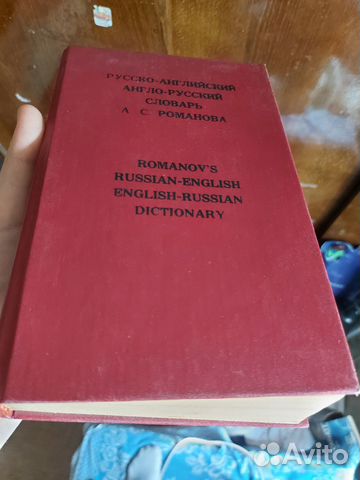 РУССКО-АНГЛИЙСКИЙ
АНГЛО-РУССКИЙ
СЛОВАРЬ
А С РОМАНОВА
ROMANOV'S
RUSSIAN-ENGLISH
ENGLISH-RUSSIAN
DICTIONARY
Avito